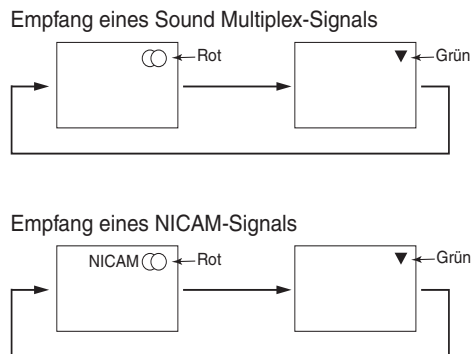 Empfang eines Sound Multiplex-Signals
Rot
Grün
Empfang eines NICAM-Signals
NICAM
Rot
Grün